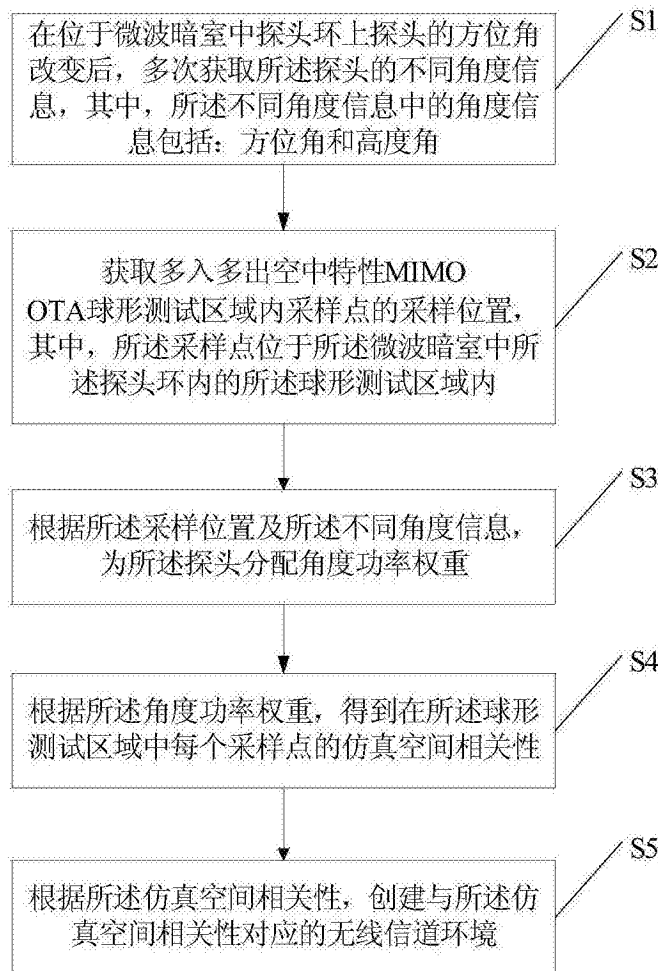 在位于微波暗室中探头环上探头的方位角
改变后，多次获取所述探头的不同角度信
息，其中，所述不同角度信息中的角度信
息包括：方位角和高度角
S1
获取多入多出空中特性MIMO
OTA球形测试区域内采样点的采样位置，
其中，所述采样点位于所述微波暗室中所
述探头环内的所述球形测试区域内
S2
根据所述采样位置及所述不同角度信息，
为所述探头分配角度功率权重
S3
根据所述角度功率权重，得到在所述球形
测试区域中每个采样点的仿真空间相关性
S4
根据所述仿真空间相关性，创建与所述仿
真空间相关性对应的无线信道环境
S5